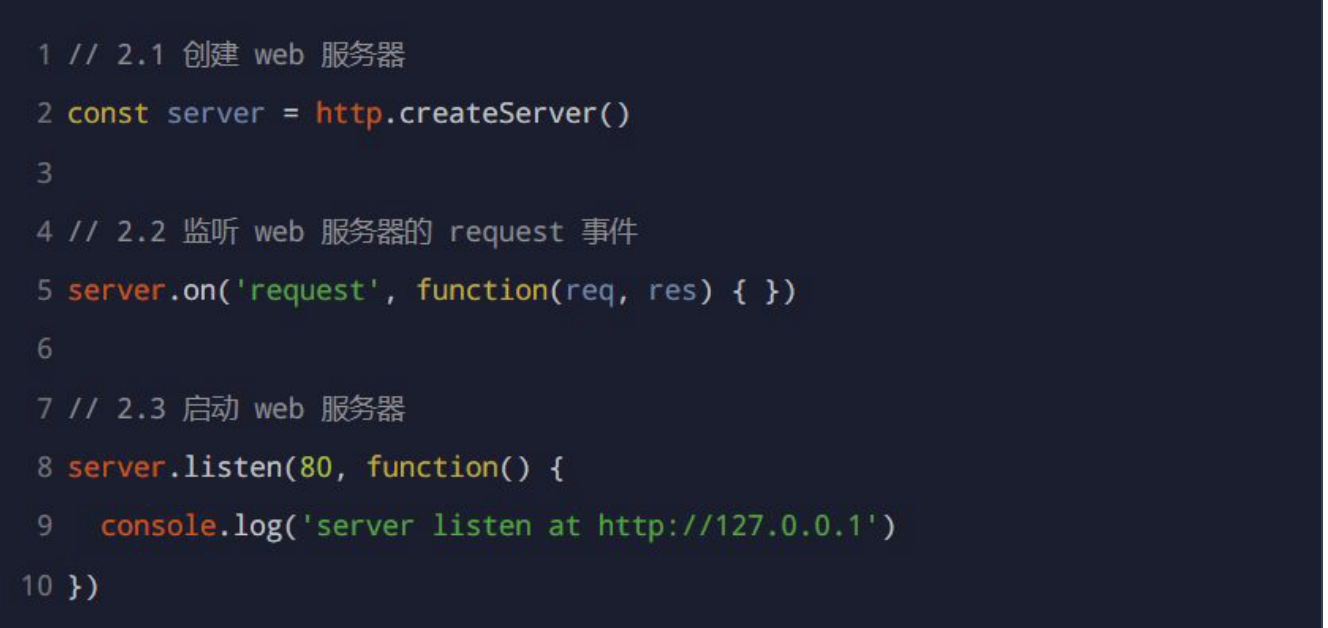 1 // 2.1 创建 web 服务器
2 const server = http.createServer()
3
4 // 2.2 监听 web 服务器的 request 事件
5 server.on('request', function(req, res) { })
6
7 // 2.3 启动 web 服务器
8 server.listen(80, function() {
9   console.log('server listen at http://127.0.0.1')
10 })